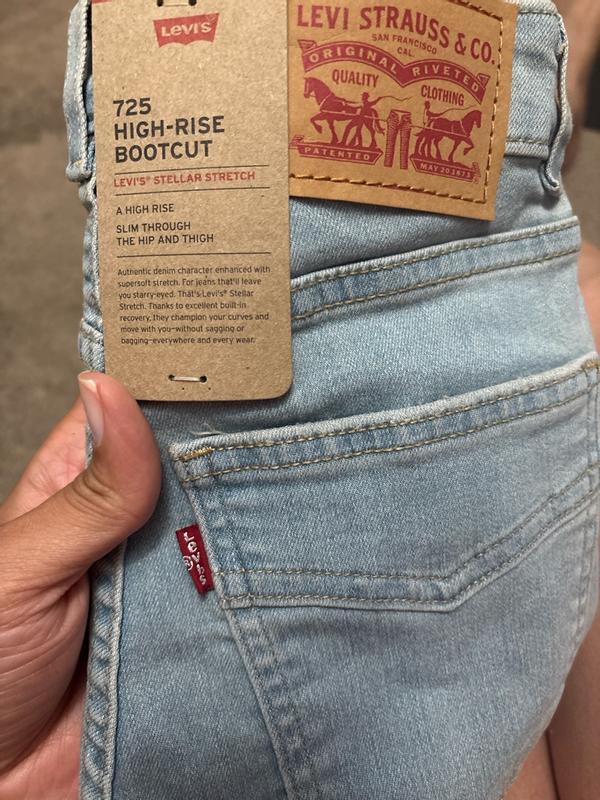 LEVI'S
725
HIGH-RISE
BOOTCUT
LEVI'S® STELLAR STRETCH
A HIGH RISE
SLIM THROUGH
THE HIP AND THIGH
Authentic denim character enhanced with
supersoft stretch. For jeans that'll leave
you starry-eyed. That's Levi's® Stellar
Stretch. Thanks to excellent built-in
recovery, they champion your curves and
move with you—without sagging or
bagging—everywhere and every wear.
LEVI STRAUSS & CO.
SAN FRANCISCO
CAL.
ORIGINAL RIVETED
QUALITY CLOTHING
PATENTED MAY 20 1873
Levi's
®